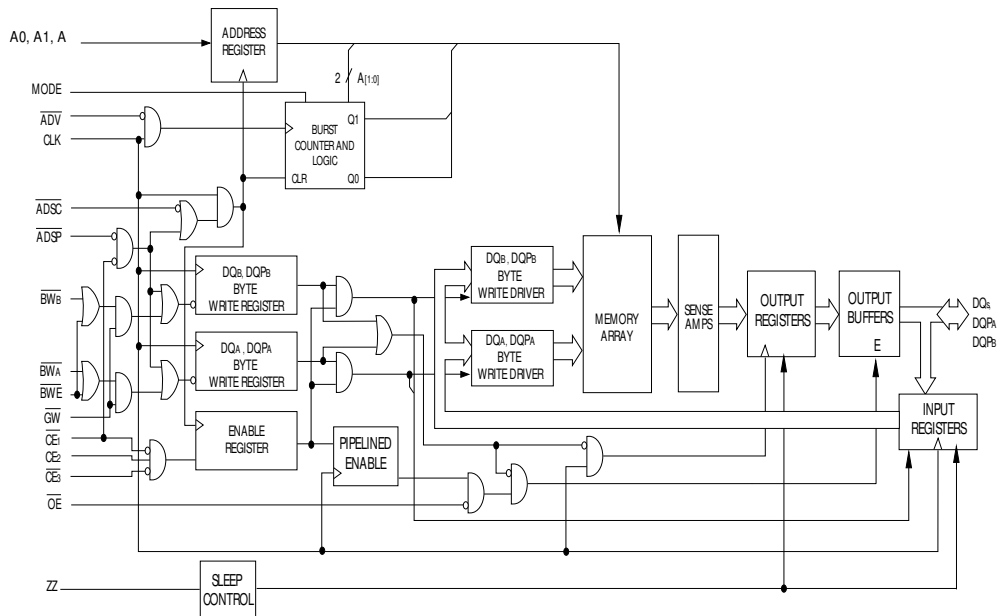 A0, A1, A
ADDRESS
REGISTER
MODE
2
A[1:0]
ADV
CLK
BURST
COUNTER AND
LOGIC
Q1
CLR
Q0
ADSC
ADSP
DQB, DQPB
BYTE
WRITE REGISTER
DQB, DQPB
BYTE
WRITE DRIVER
MEMORY
ARRAY
SENSE
AMPS
OUTPUT
REGISTERS
OUTPUT
BUFFERS
E
DQs,
DQPA
DQPB
BWB
DQA, DQPA
BYTE
WRITE REGISTER
DQA, DQPA
BYTE
WRITE DRIVER
BWA
BWE
GW
CE1
CE2
CE3
ENABLE
REGISTER
PIPELINED
ENABLE
INPUT
REGISTERS
OE
ZZ
SLEEP
CONTROL